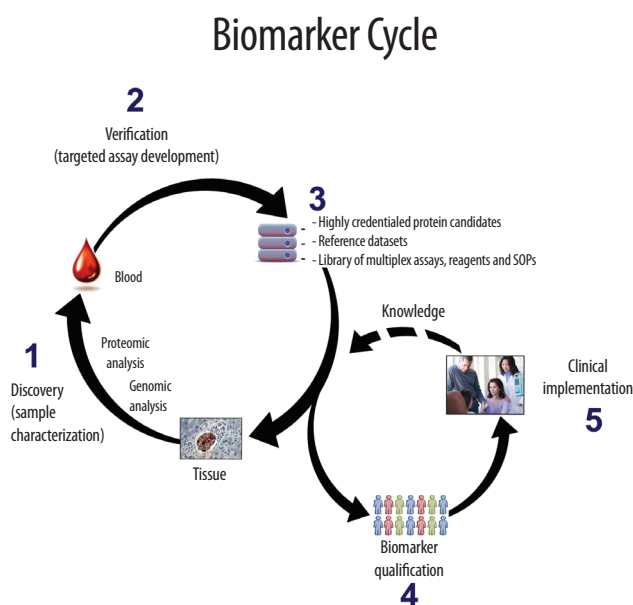 Biomarker Cycle
2
Verification
(targeted assay development)
3
- Highly credentialed protein candidates
- Reference datasets
- Library of multiplex assays, reagents and SOPs
Blood
Knowledge
1
Discovery
(sample
characterization)
Proteomic
analysis
Genomic
analysis
Tissue
Clinical
implementation
5
Biomarker
qualification
4